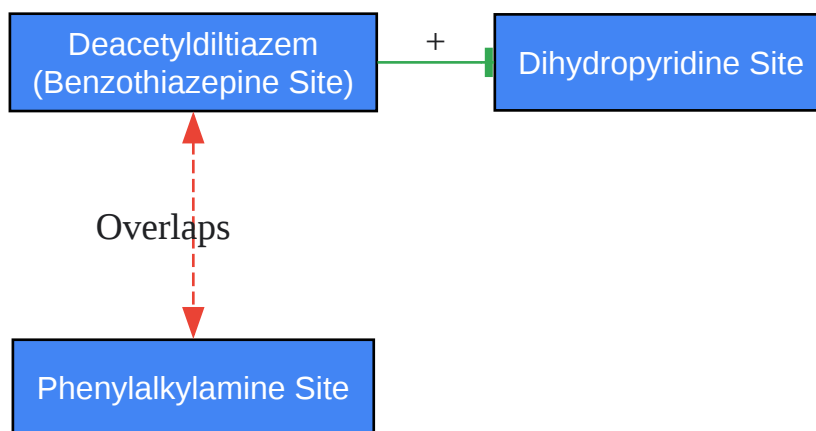 Deacetyldiltiazem
(Benzothiazepine Site)
+
Dihydropyridine Site
Overlaps
Phenylalkylamine Site